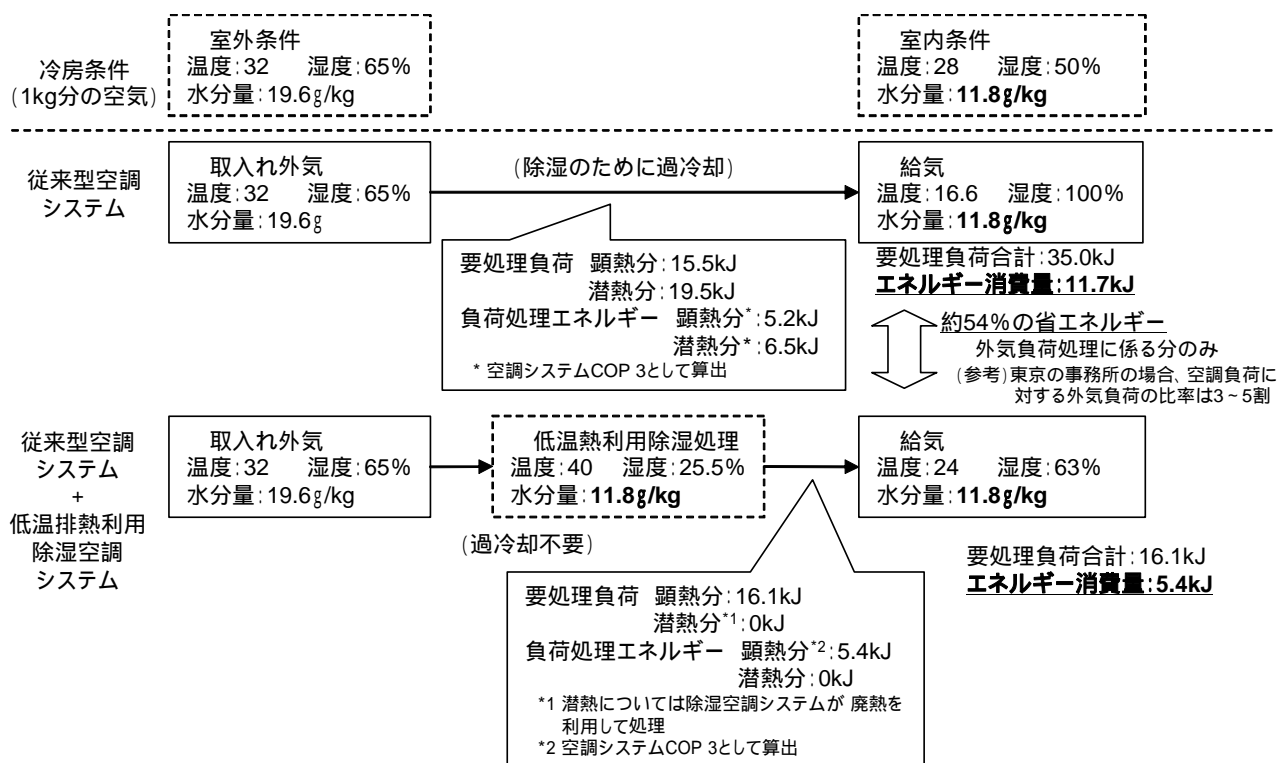 冷房条件
(1kg分の空気)
室外条件
温度:32 湿度:65%
水分量:19.6g/kg
室内条件
温度:28 湿度:50%
水分量:11.8g/kg
従来型空調
システム
取入れ外気
温度:32 湿度:65%
水分量:19.6g
(除湿のために過冷却)
給気
温度:16.6 湿度:100%
水分量:11.8g/kg
要処理負荷 顕熱分:15.5kJ
潜熱分:19.5kJ
負荷処理エネルギー 顕熱分*:5.2kJ
潜熱分*:6.5kJ
* 空調システムCOP 3として算出
要処理負荷合計:35.0kJ
エネルギー消費量:11.7kJ
約54%の省エネルギー
外気負荷処理に係る分のみ
(参考)東京の事務所の場合、空調負荷に
対する外気負荷の比率は3~5割
従来型空調
システム
+
低温排熱利用
除湿空調
システム
取入れ外気
温度:32 湿度:65%
水分量:19.6g/kg
低温熱利用除湿処理
温度:40 湿度:25.5%
水分量:11.8g/kg
(過冷却不要)
給気
温度:24 湿度:63%
水分量:11.8g/kg
要処理負荷 顕熱分:16.1kJ
潜熱分*1:0kJ
負荷処理エネルギー 顕熱分*2:5.4kJ
潜熱分:0kJ
*1 潜熱については除湿空調システムが 廃熱を
利用して処理
*2 空調システムCOP 3として算出
要処理負荷合計:16.1kJ
エネルギー消費量:5.4kJ